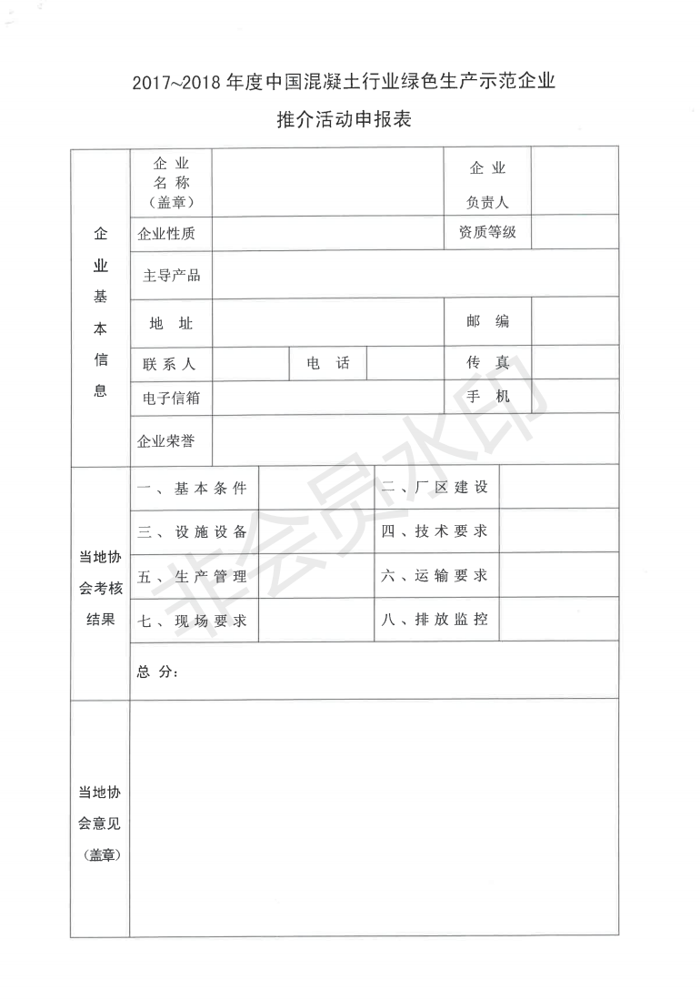 2017~2018 年度中国混凝土行业绿色生产示范企业
推介活动申报表
企业基本信息
企 业
名 称
（盖章）
企 业
负责人
企业性质
资质等级
主导产品
地 址
邮 编
联 系 人
电 话
传 真
电子信箱
手 机
企业荣誉
当地协
会考核
结果
一 、 基 本 条 件
二 、 厂 区 建 设
三 、 设 施 设 备
四 、 技 术 要 求
五 、 生 产 管 理
六 、 运 输 要 求
七 、 现 场 要 求
八 、 排 放 监 控
总 分：
当地协
会意见
（盖章）
非会员水印